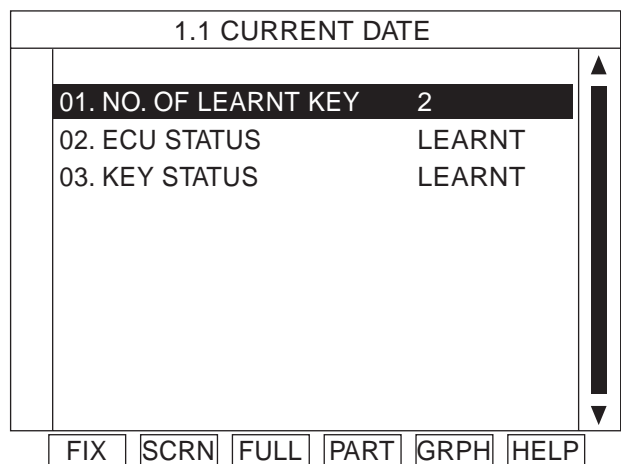 1.1 CURRENT DATE
01. NO. OF LEARNT KEY 2
02. ECU STATUS LEARNT
03. KEY STATUS LEARNT
FIX SCRN FULL PART GRPH HELP